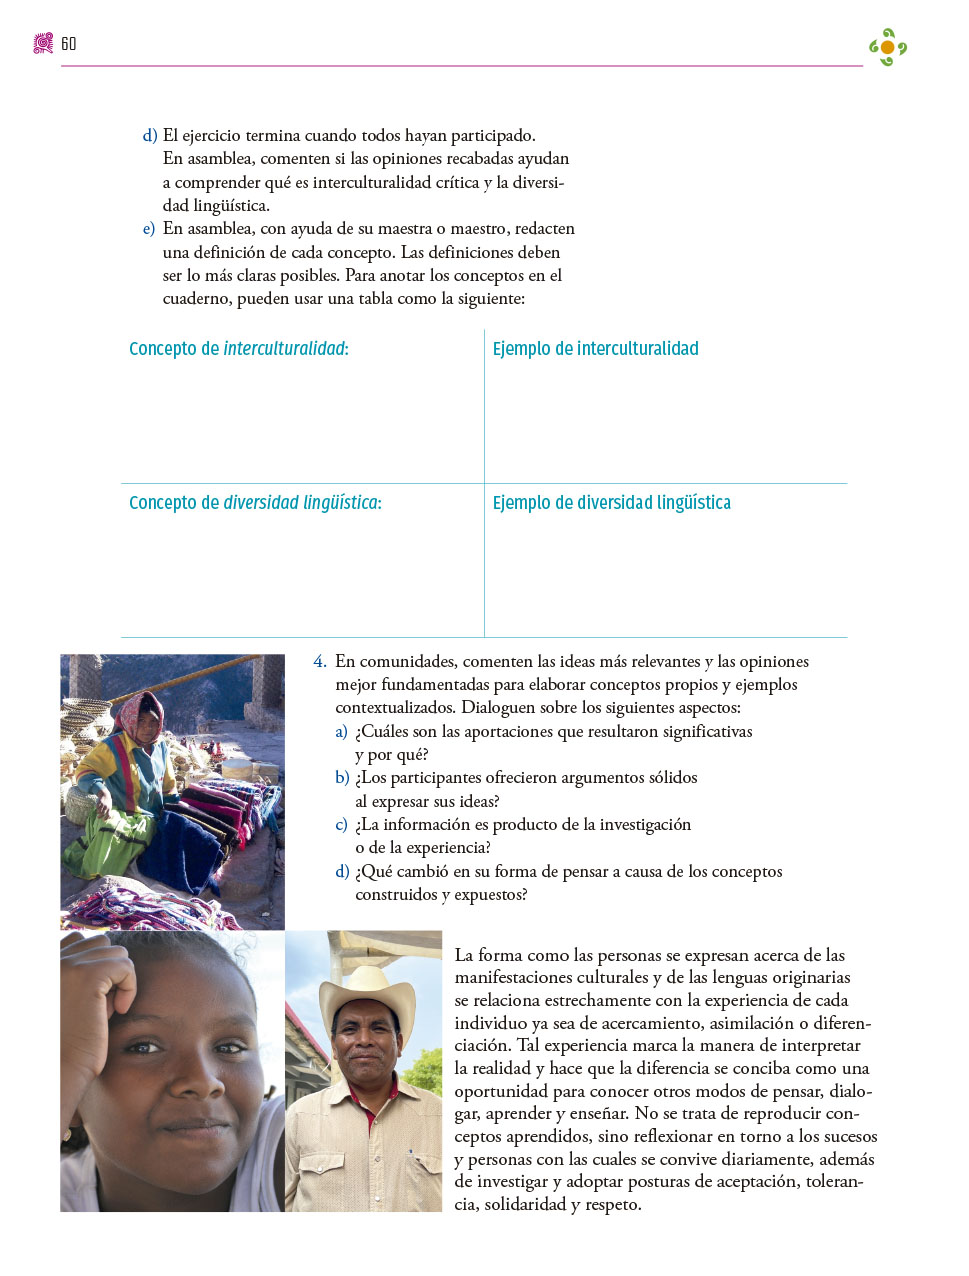 60
d) El ejercicio termina cuando todos hayan participado.
En asamblea, comenten si las opiniones recabadas ayudan
a comprender qué es interculturalidad crítica y la diversi-
dad lingüística.
e) En asamblea, con ayuda de su maestra o maestro, redacten
una definición de cada concepto. Las definiciones deben
ser lo más claras posibles. Para anotar los conceptos en el
cuaderno, pueden usar una tabla como la siguiente:
Concepto de interculturalidad:
Ejemplo de interculturalidad
Concepto de diversidad lingüística:
Ejemplo de diversidad lingüística
4. En comunidades, comenten las ideas más relevantes y las opiniones
mejor fundamentadas para elaborar conceptos propios y ejemplos
contextualizados. Dialoguen sobre los siguientes aspectos:
a) ¿Cuáles son las aportaciones que resultaron significativas
y por qué?
b) ¿Los participantes ofrecieron argumentos sólidos
al expresar sus ideas?
c) ¿La información es producto de la investigación
o de la experiencia?
d) ¿Qué cambió en su forma de pensar a causa de los conceptos
construidos y expuestos?
La forma como las personas se expresan acerca de las
manifestaciones culturales y de las lenguas originarias
se relaciona estrechamente con la experiencia de cada
individuo ya sea de acercamiento, asimilación o diferen-
ciación. Tal experiencia marca la manera de interpretar
la realidad y hace que la diferencia se conciba como una
oportunidad para conocer otros modos de pensar, dialo-
gar, aprender y enseñar. No se trata de reproducir con-
ceptos aprendidos, sino reflexionar en torno a los sucesos
y personas con las cuales se convive diariamente, además
de investigar y adoptar posturas de aceptación, toleran-
cia, solidaridad y respeto.